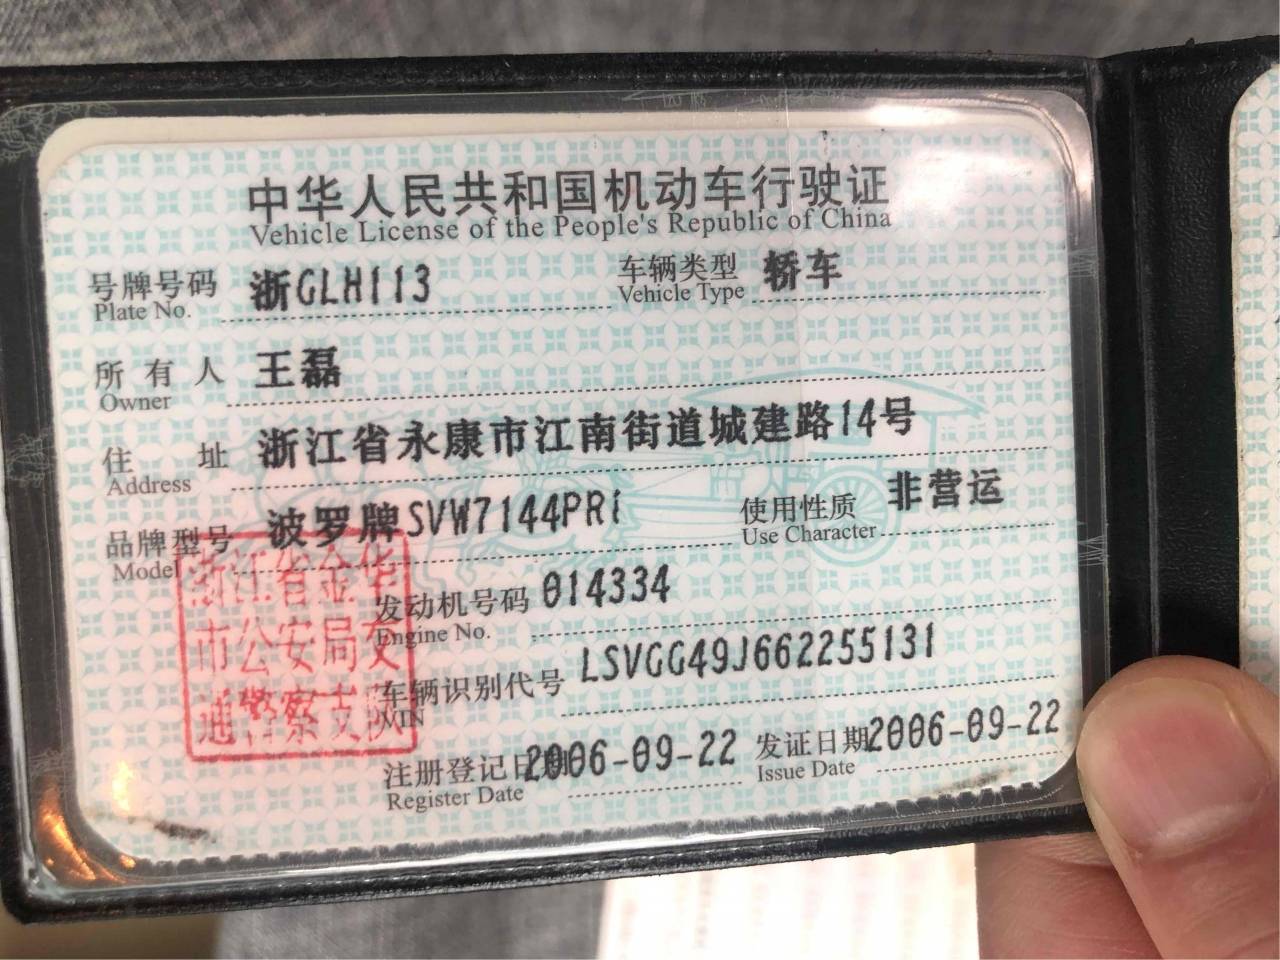 中华人民共和国机动车行驶证
Vehicle License of the People's Republic of China
号牌号码 浙GLH113 车辆类型 轿车
Plate No. Vehicle Type
所有人 王磊
Owner
住址 浙江省永康市江南街道城建路14号
Address
品牌型号 波罗牌SVW7144PRi 使用性质 非营运
Model Use Character
浙江省金华
市公安局交
通警察支队
发动机号码 014334
Engine No.
车辆识别代号 LSVGG49J662255131
VIN
注册登记日期 2006-09-22 发证日期 2006-09-22
Register Date Issue Date